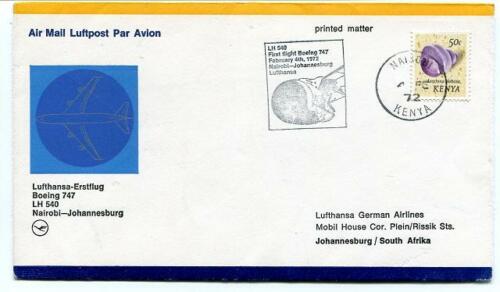 Air Mail Luftpost Par Avion
printed matter
LH 540
First flight Boeing 747
February 4th, 1972
Nairobi—Johannesburg
Lufthansa
50c
KENYA
72
KENYA
Lufthansa-Erstflug
Boeing 747
LH 540
Nairobi—Johannesburg
Lufthansa German Airlines
Mobil House Cor. Plein/Rissik Sts.
Johannesburg / South Afrika